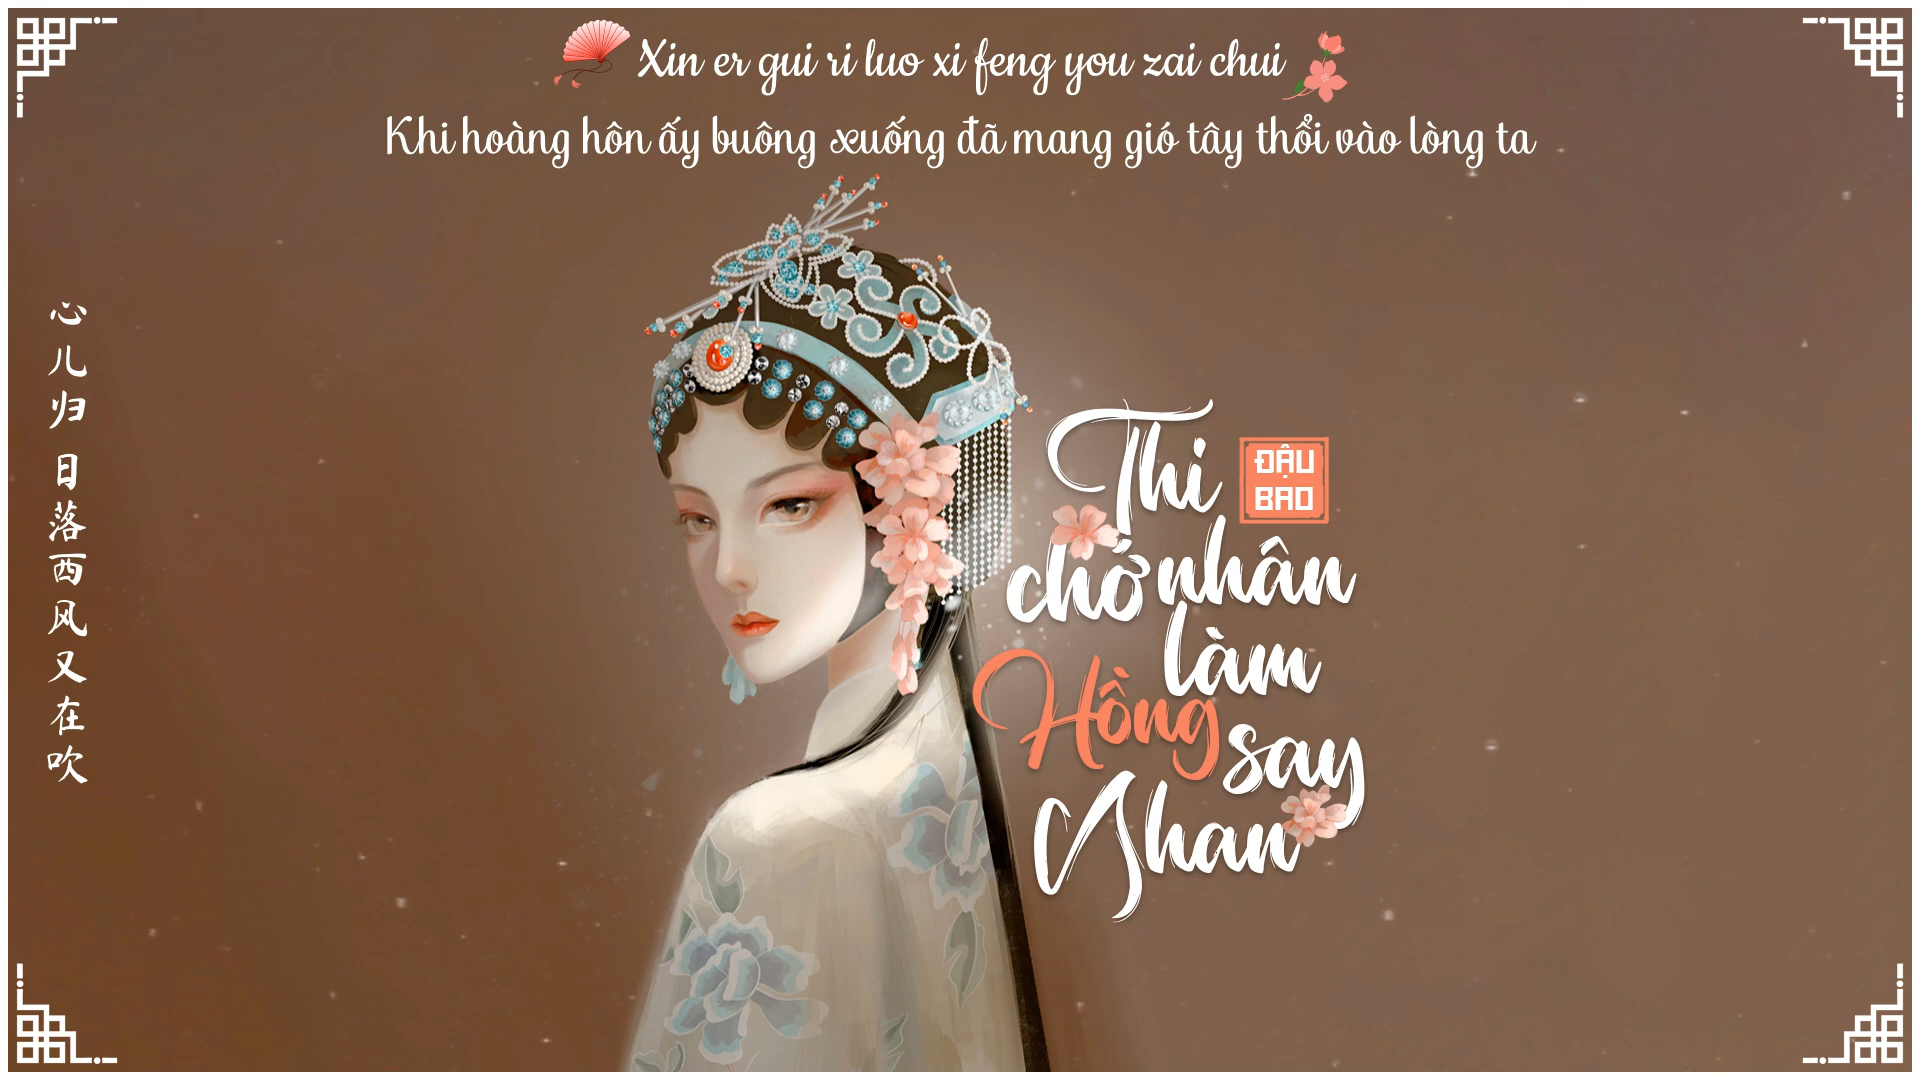 Xin er gui ri luo xi feng you zai chui
Khi hoàng hôn ấy buông xuống đã mang gió tây thổi vào lòng ta
心儿归 日落西风又在吹
Thi
ĐẬU
BAO
chớ nhân
làm
Hồng
say
Nhan